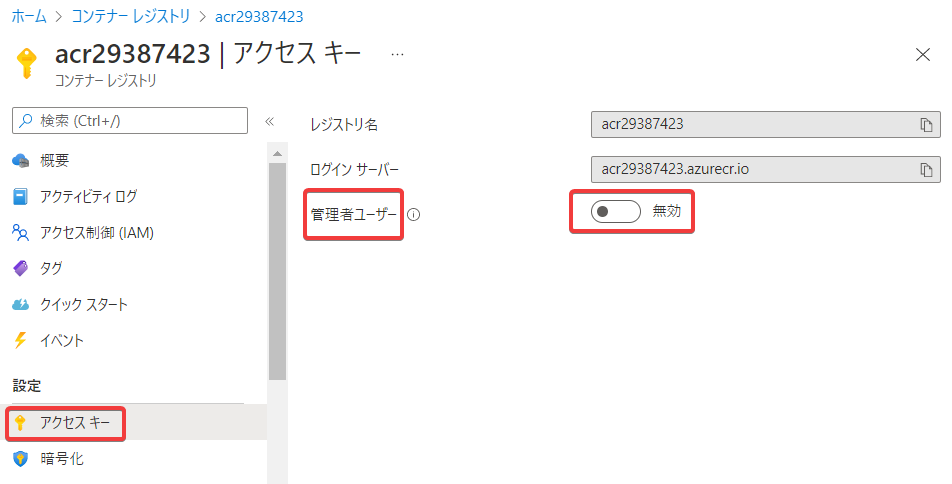 ホーム > コンテナー レジストリ > acr29387423
acr29387423 | アクセス キー ...
コンテナー レジストリ
検索 (Ctrl+/)
概要
アクティビティ ログ
アクセス制御 (IAM)
タグ
クイック スタート
イベント
設定
アクセス キー
暗号化
レジストリ名 acr29387423
ログイン サーバー acr29387423.azurecr.io
管理者ユーザー 無効